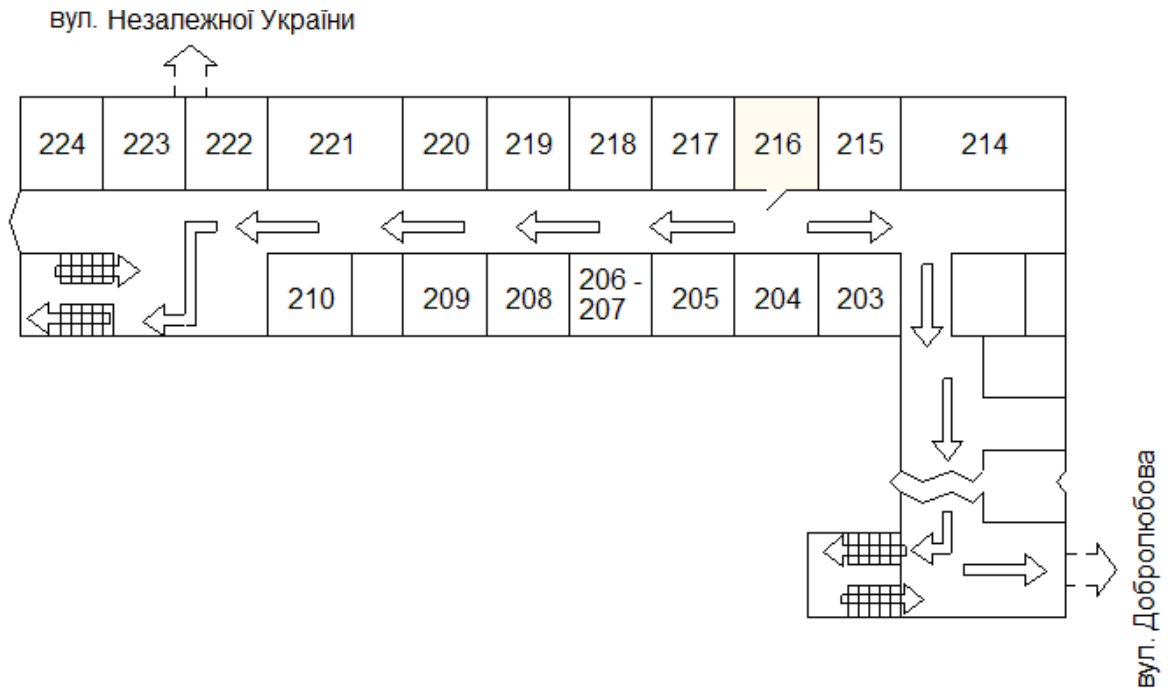 вул. Незалежної України
224 223 222 221 220 219 218 217 216 215 214
210 209 208 206 -
207 205 204 203
вул. Добролюбова